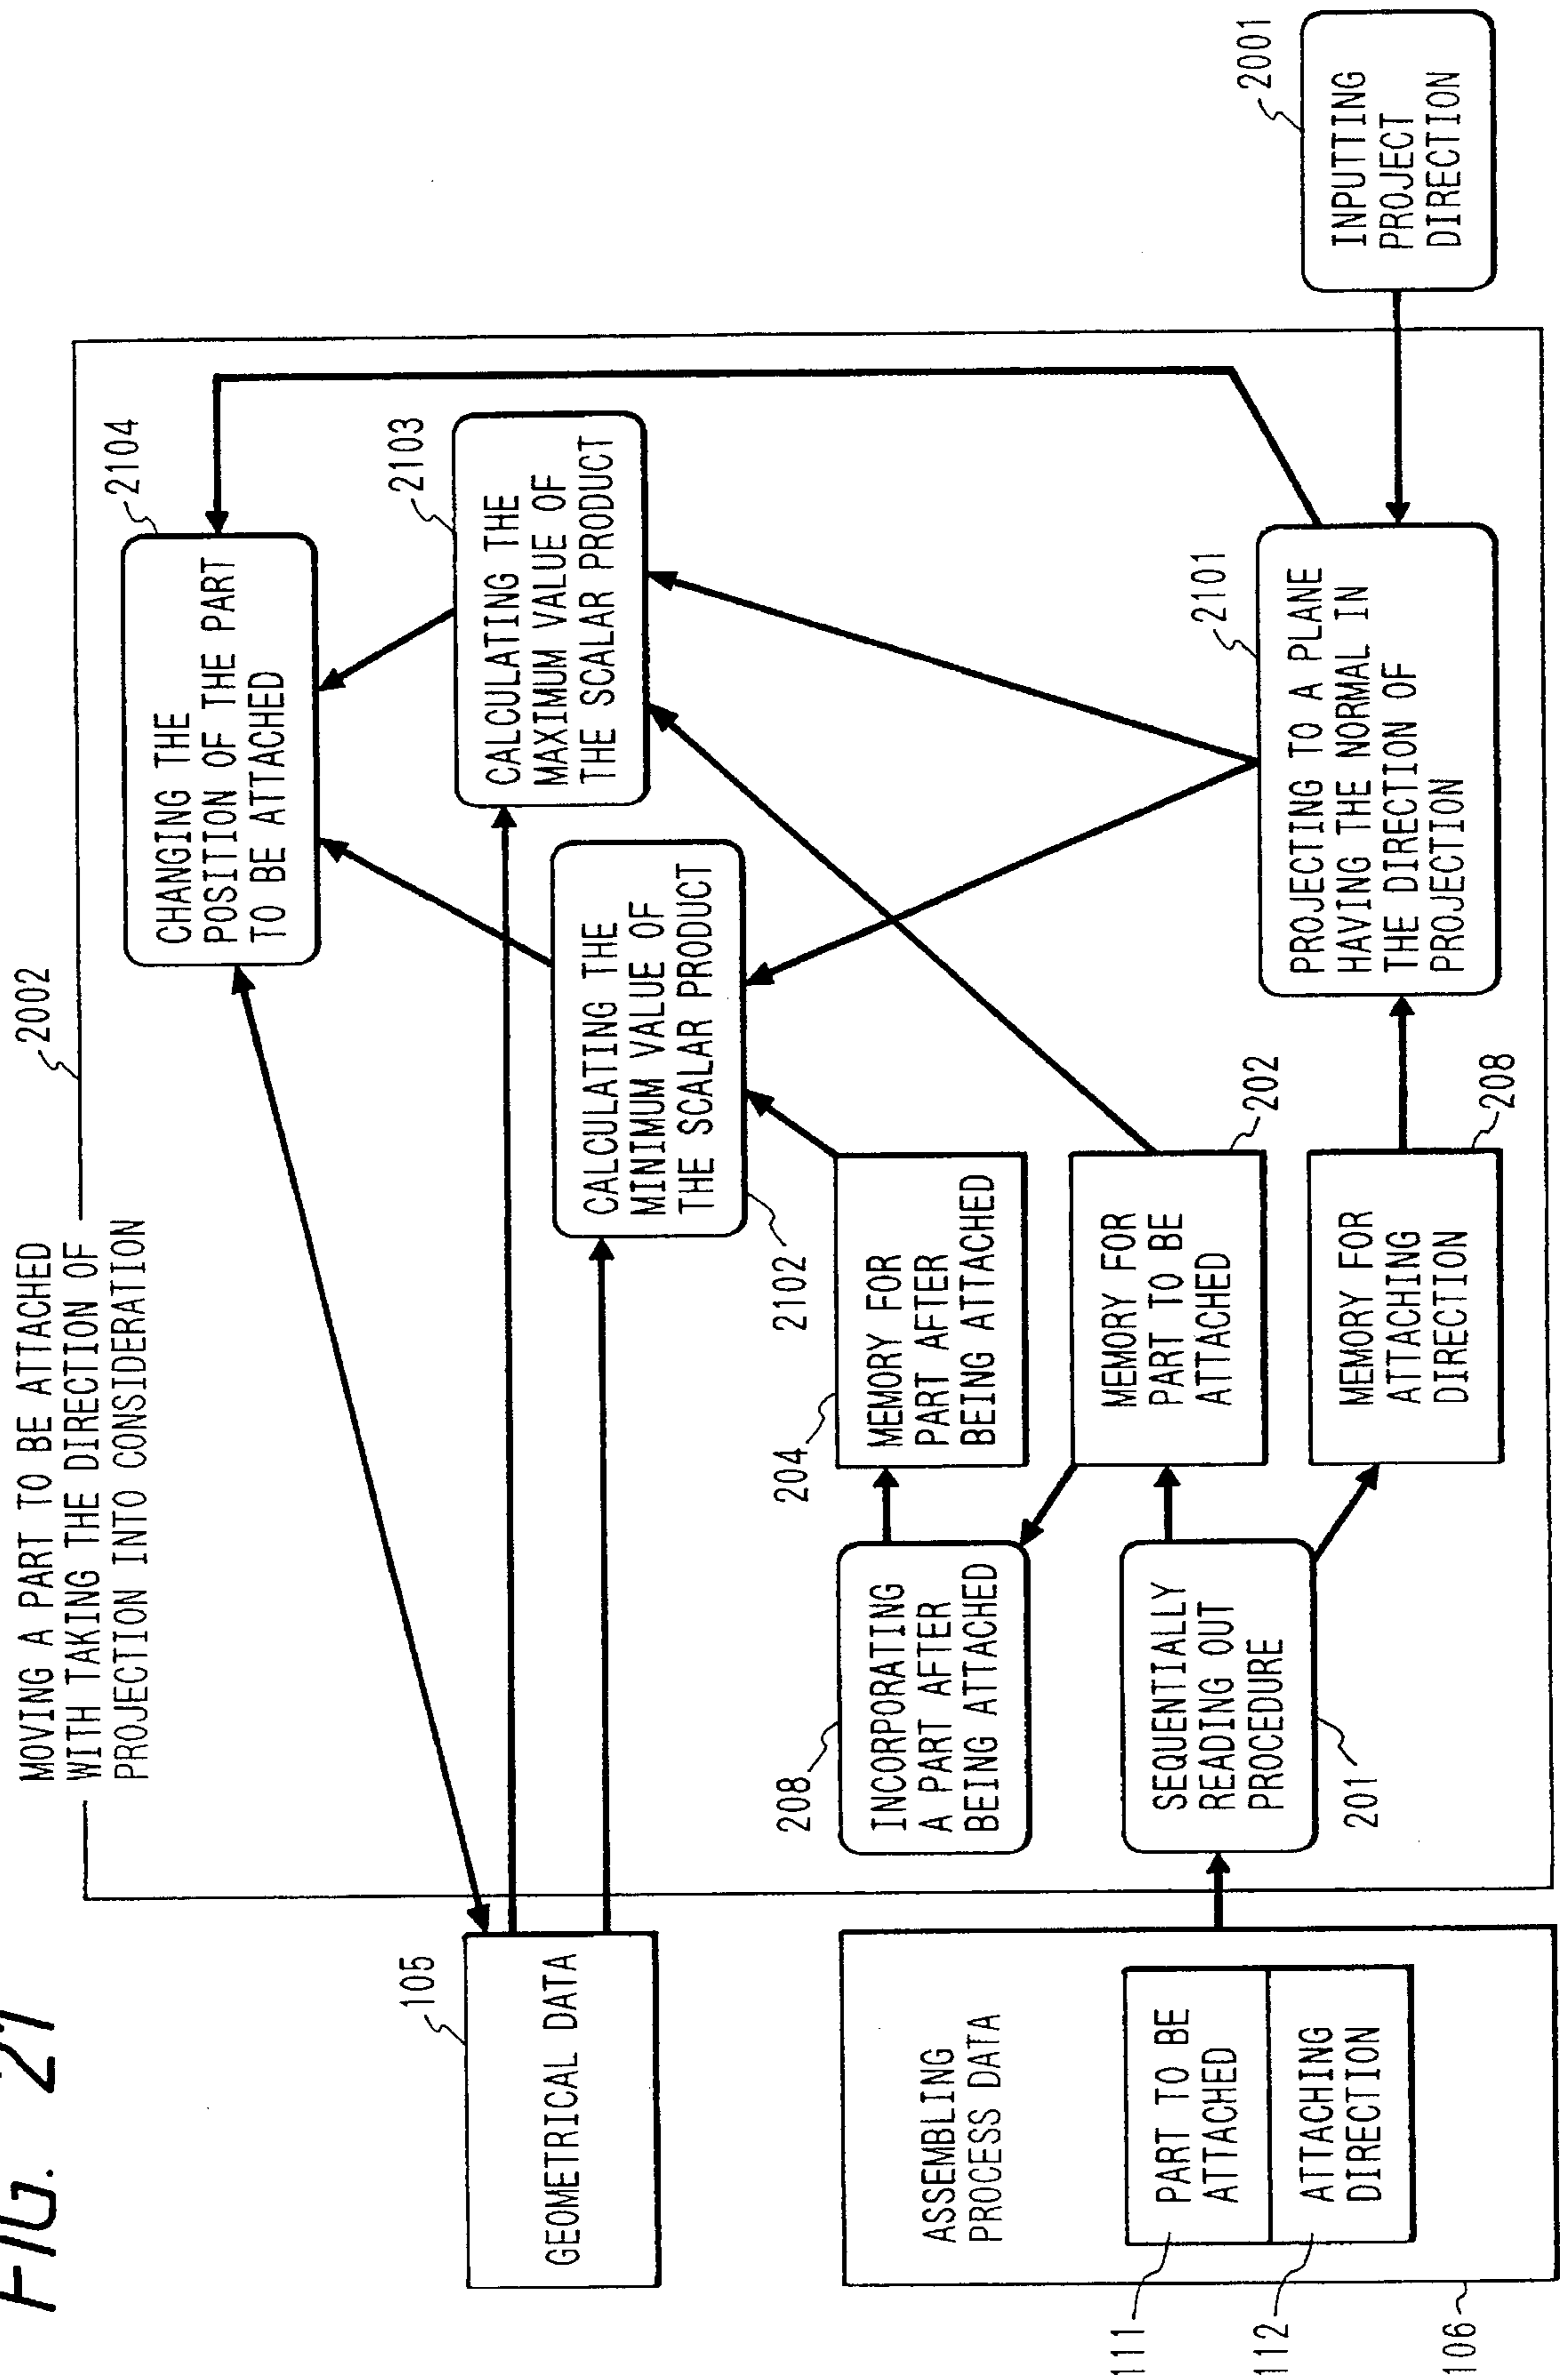 FIG. 21
MOVING A PART TO BE ATTACHED
WITH TAKING THE DIRECTION OF
PROJECTION INTO CONSIDERATION
2002
105
GEOMETRICAL DATA
CHANGING THE
POSITION OF THE PART
TO BE ATTACHED
2104
CALCULATING THE
MAXIMUM VALUE OF
THE SCALAR PRODUCT
2103
CALCULATING THE
MINIMUM VALUE OF
THE SCALAR PRODUCT
2102
208
INCORPORATING
A PART AFTER
BEING ATTACHED
204
MEMORY FOR
PART AFTER
BEING ATTACHED
ASSEMBLING
PROCESS DATA
111
PART TO BE
ATTACHED
112
ATTACHING
DIRECTION
106
SEQUENTIALLY
READING OUT
PROCEDURE
201
MEMORY FOR
PART TO BE
ATTACHED
202
MEMORY FOR
ATTACHING
DIRECTION
208
2101
PROJECTING TO A PLANE
HAVING THE NORMAL IN
THE DIRECTION OF
PROJECTION
2001
INPUTTING
PROJECT
DIRECTION